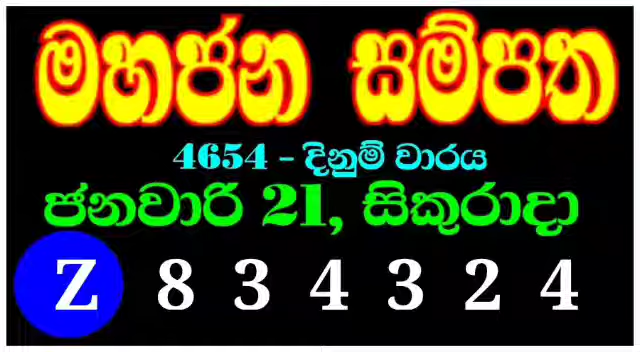 මහජන සම්පත
4654 - දිනුම් වාරය
ජනවාරි 21, සිකුරාදා
Z 8 3 4 3 2 4